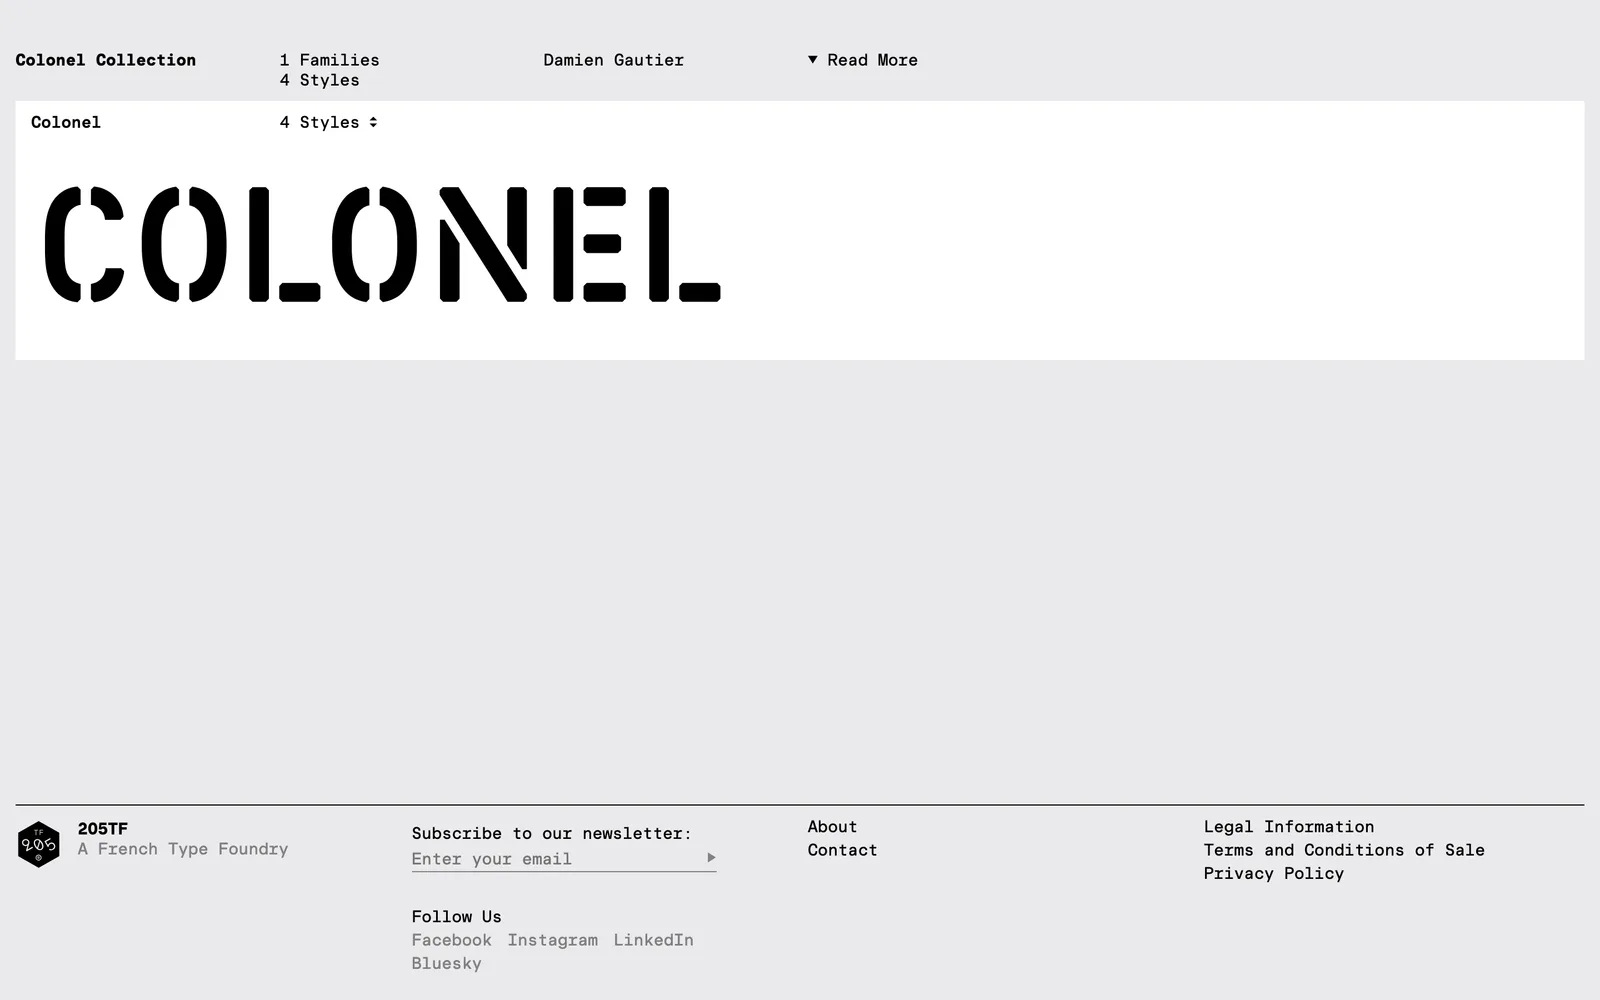 Colonel Collection
1 Families
4 Styles
Damien Gautier
▼ Read More
Colonel
4 Styles
COLONEL
TF
205
205TF
A French Type Foundry
Subscribe to our newsletter:
Enter your email
Follow Us
Facebook Instagram LinkedIn
Bluesky
About
Contact
Legal Information
Terms and Conditions of Sale
Privacy Policy